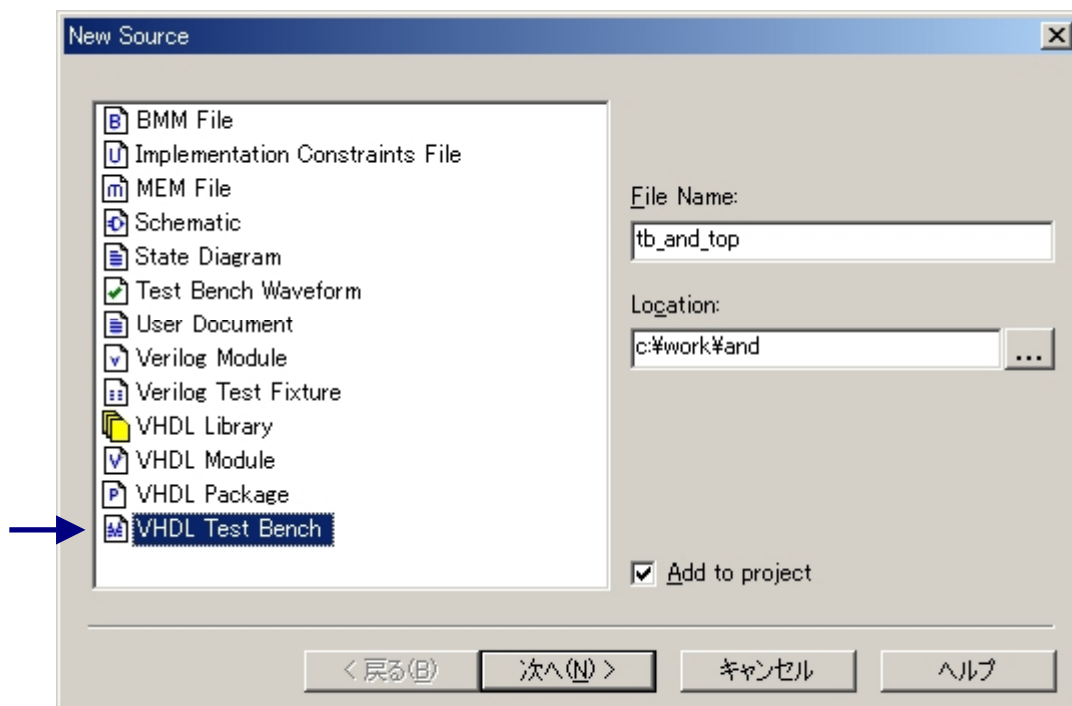 New Source
BMM File
Implementation Constraints File
MEM File
Schematic
State Diagram
Test Bench Waveform
User Document
Verilog Module
Verilog Test Fixture
VHDL Library
VHDL Module
VHDL Package
VHDL Test Bench
File Name:
tb_and_top
Location:
c:¥work¥and
...
Add to project
< 戻る(B)
次へ(N) >
キャンセル
ヘルプ